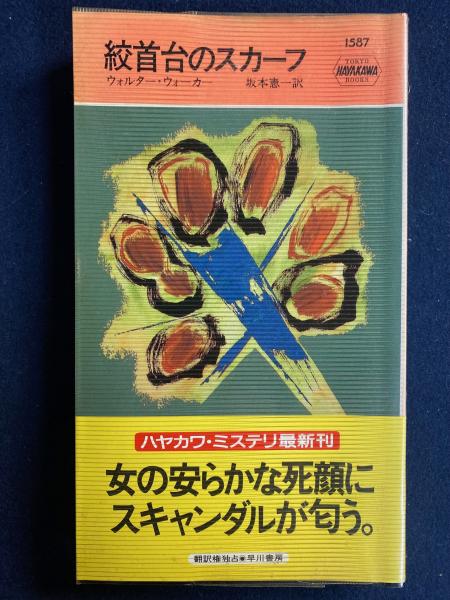 絞首台のスカーフ
1587
ウォルター・ウォーカー 坂本憲一訳
TOKYO
HAYAKAWA
BOOKS
ハヤカワ・ミステリ最新刊
女の安らかな死顔に
スキャンダルが匂う。
翻訳権独占 早川書房